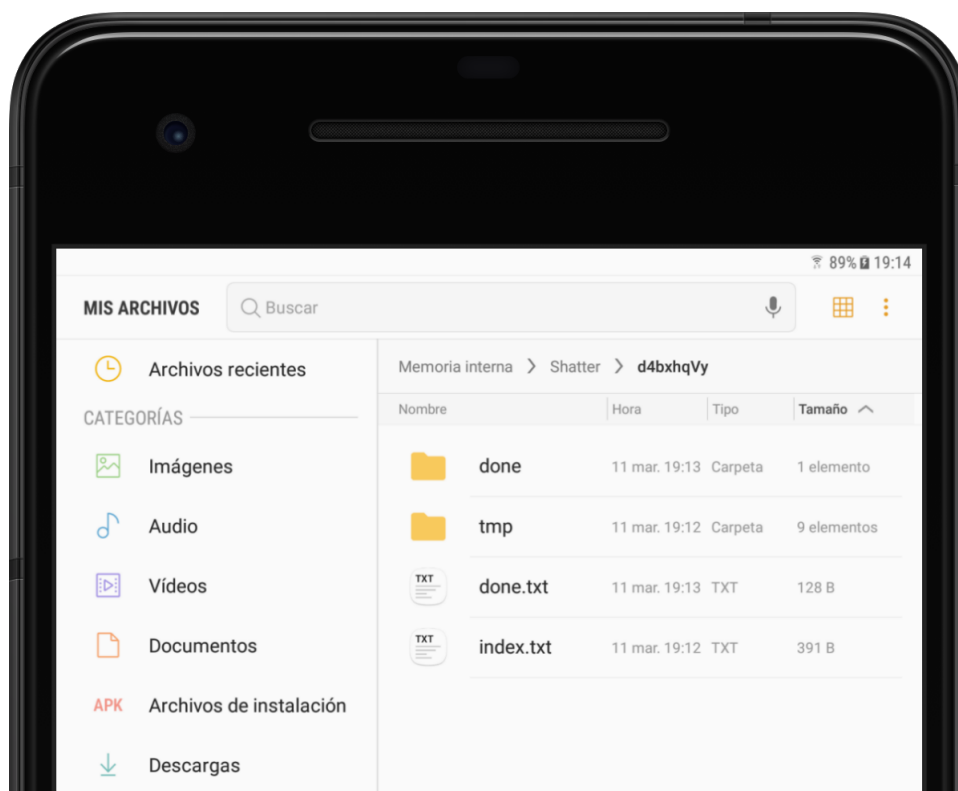 89% 19:14
MIS ARCHIVOS
Buscar
Archivos recientes
CATEGORÍAS
Imágenes
Audio
Vídeos
Documentos
APK Archivos de instalación
Descargas
Memoria interna > Shatter > d4bxhqVy
Nombre Hora Tipo Tamaño
done 11 mar. 19:13 Carpeta 1 elemento
tmp 11 mar. 19:12 Carpeta 9 elementos
TXT done.txt 11 mar. 19:13 TXT 128 B
TXT index.txt 11 mar. 19:12 TXT 391 B